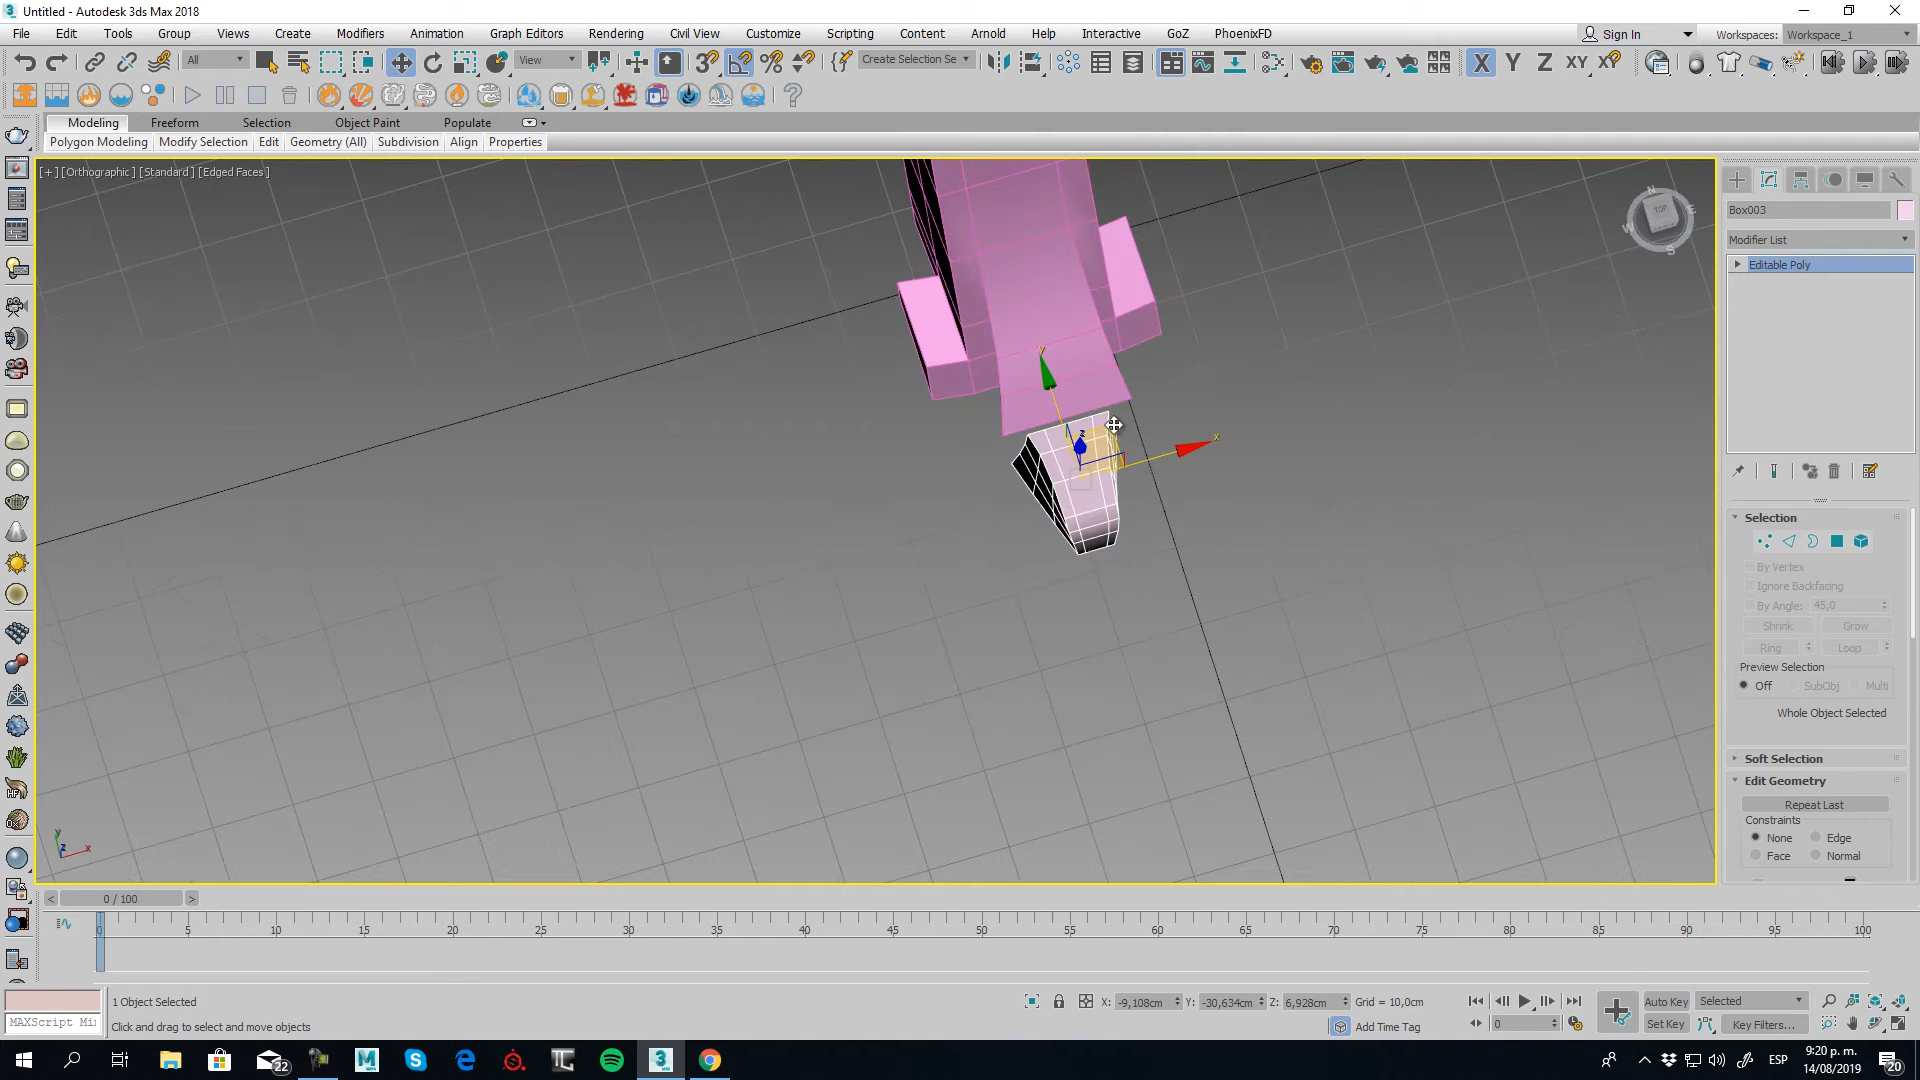 Untitled - Autodesk 3ds Max 2018
File Edit Tools Group Views Create Modifiers Animation Graph Editors Rendering Civil View Customize Scripting Content Arnold Help Interactive GoZ PhoenixFD Sign In Workspaces: Workspace_1
All View Create Selection Se X Y Z XY XY
Modeling Freeform Selection Object Paint Populate
Polygon Modeling Modify Selection Edit Geometry (All) Subdivision Align Properties
[+] [Orthographic] [Standard] [Edged Faces]
TOP
Box003
Modifier List
Editable Poly
Selection
By Vertex
Ignore Backfacing
By Angle: 45,0
Shrink Grow
Ring Loop
Preview Selection
Off SubObj Multi
Whole Object Selected
Soft Selection
Edit Geometry
Repeat Last
Constraints
None Edge
Face Normal
y
z
x
y
z
x
< 0 / 100 >
0 5 10 15 20 25 30 35 40 45 50 55 60 65 70 75 80 85 90 95 100
1 Object Selected X: -9,108cm Y: -30,634cm Z: 6,928cm Grid = 10,0cm Auto Key Selected
MAXScript Mi Click and drag to select and move objects Add Time Tag 0 Set Key Key Filters...
22 ESP 9:20 p. m.
14/08/2019 20